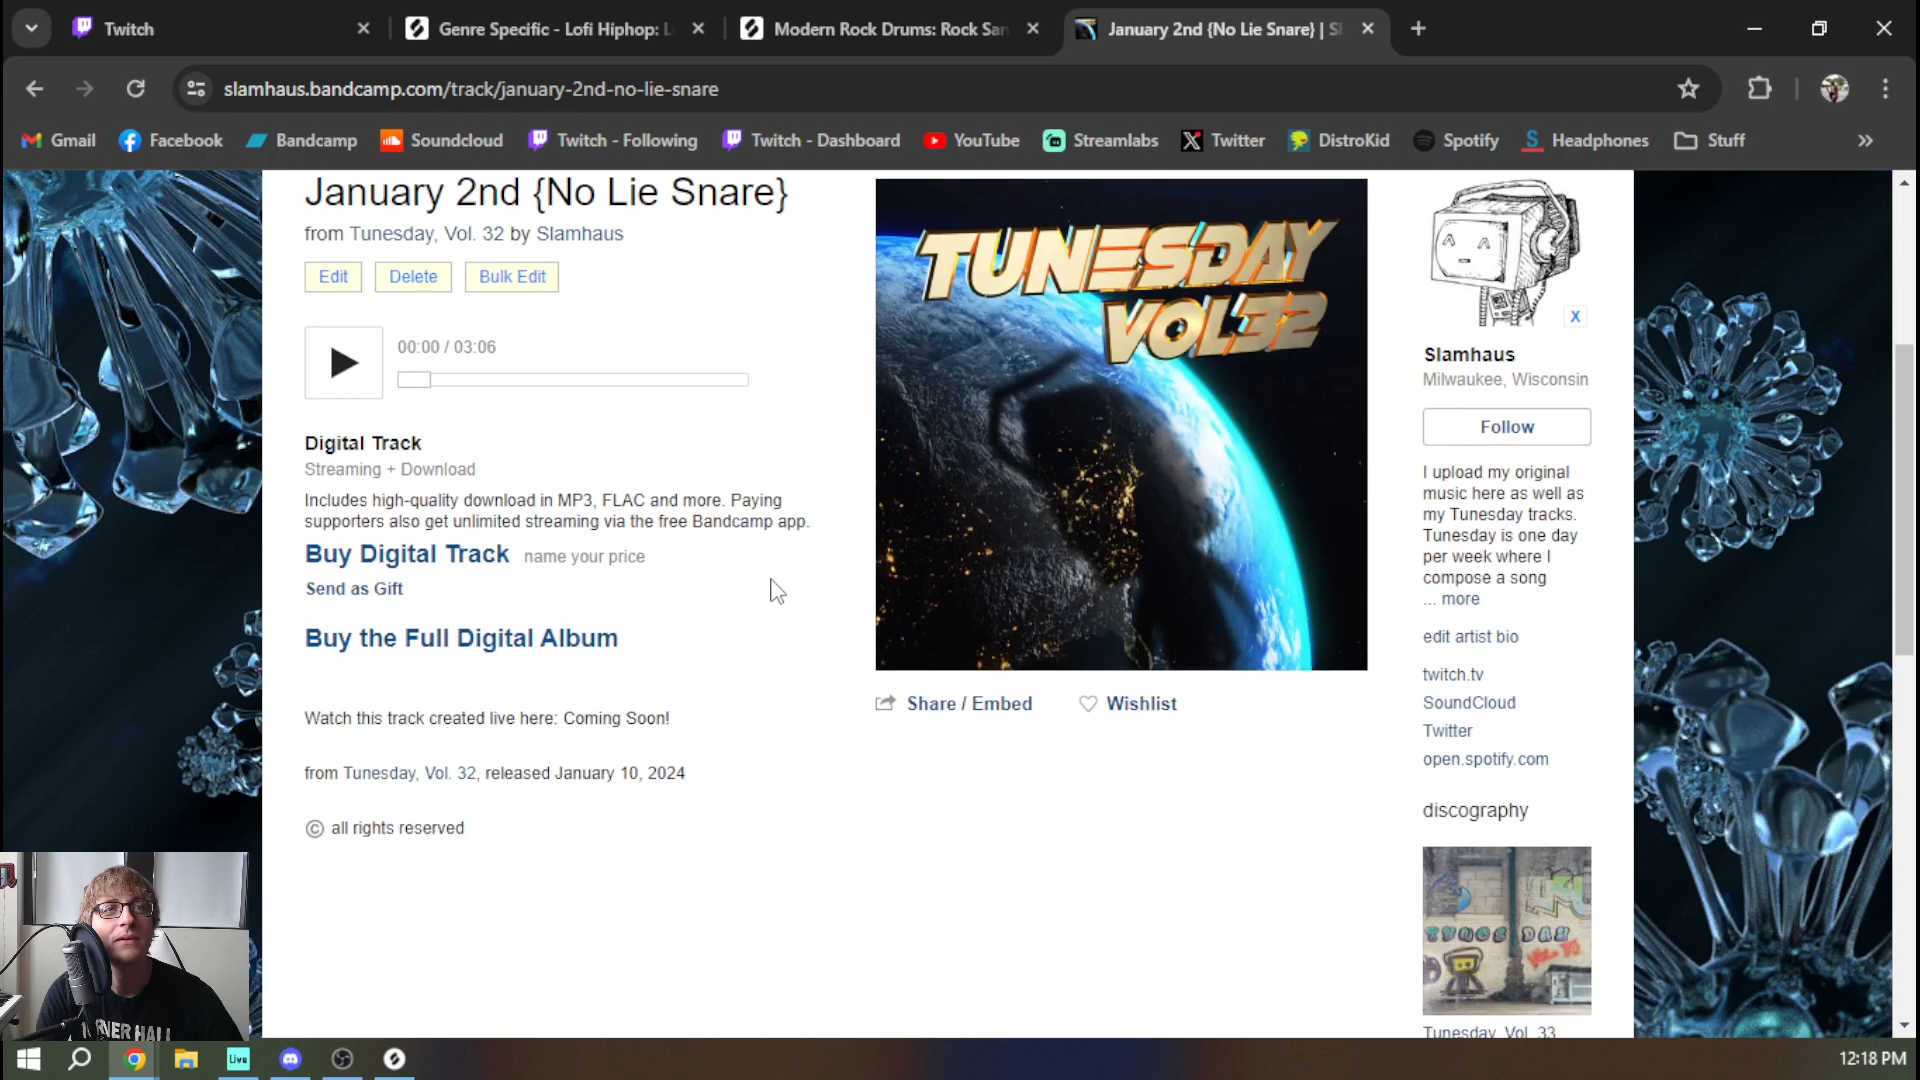 Twitch
Genre Specific - Lofi Hiphop: L
Modern Rock Drums: Rock San
January 2nd {No Lie Snare} | Sl
slamhaus.bandcamp.com/track/january-2nd-no-lie-snare
Gmail
Facebook
Bandcamp
Soundcloud
Twitch - Following
Twitch - Dashboard
YouTube
Streamlabs
Twitter
DistroKid
Spotify
Headphones
Stuff
January 2nd {No Lie Snare}
from Tunesday, Vol. 32 by Slamhaus
Edit
Delete
Bulk Edit
00:00 / 03:06
Digital Track
Streaming + Download
Includes high-quality download in MP3, FLAC and more. Paying
supporters also get unlimited streaming via the free Bandcamp app.
Buy Digital Track name your price
Send as Gift
Buy the Full Digital Album
Watch this track created live here: Coming Soon!
from Tunesday, Vol. 32, released January 10, 2024
© all rights reserved
TUNESDAY
VOL 32
Share / Embed
Wishlist
X
Slamhaus
Milwaukee, Wisconsin
Follow
I upload my original
music here as well as
my Tunesday tracks.
Tunesday is one day
per week where I
compose a song
... more
edit artist bio
twitch.tv
SoundCloud
Twitter
open.spotify.com
discography
Tunesday, Vol. 33
Live
12:18 PM